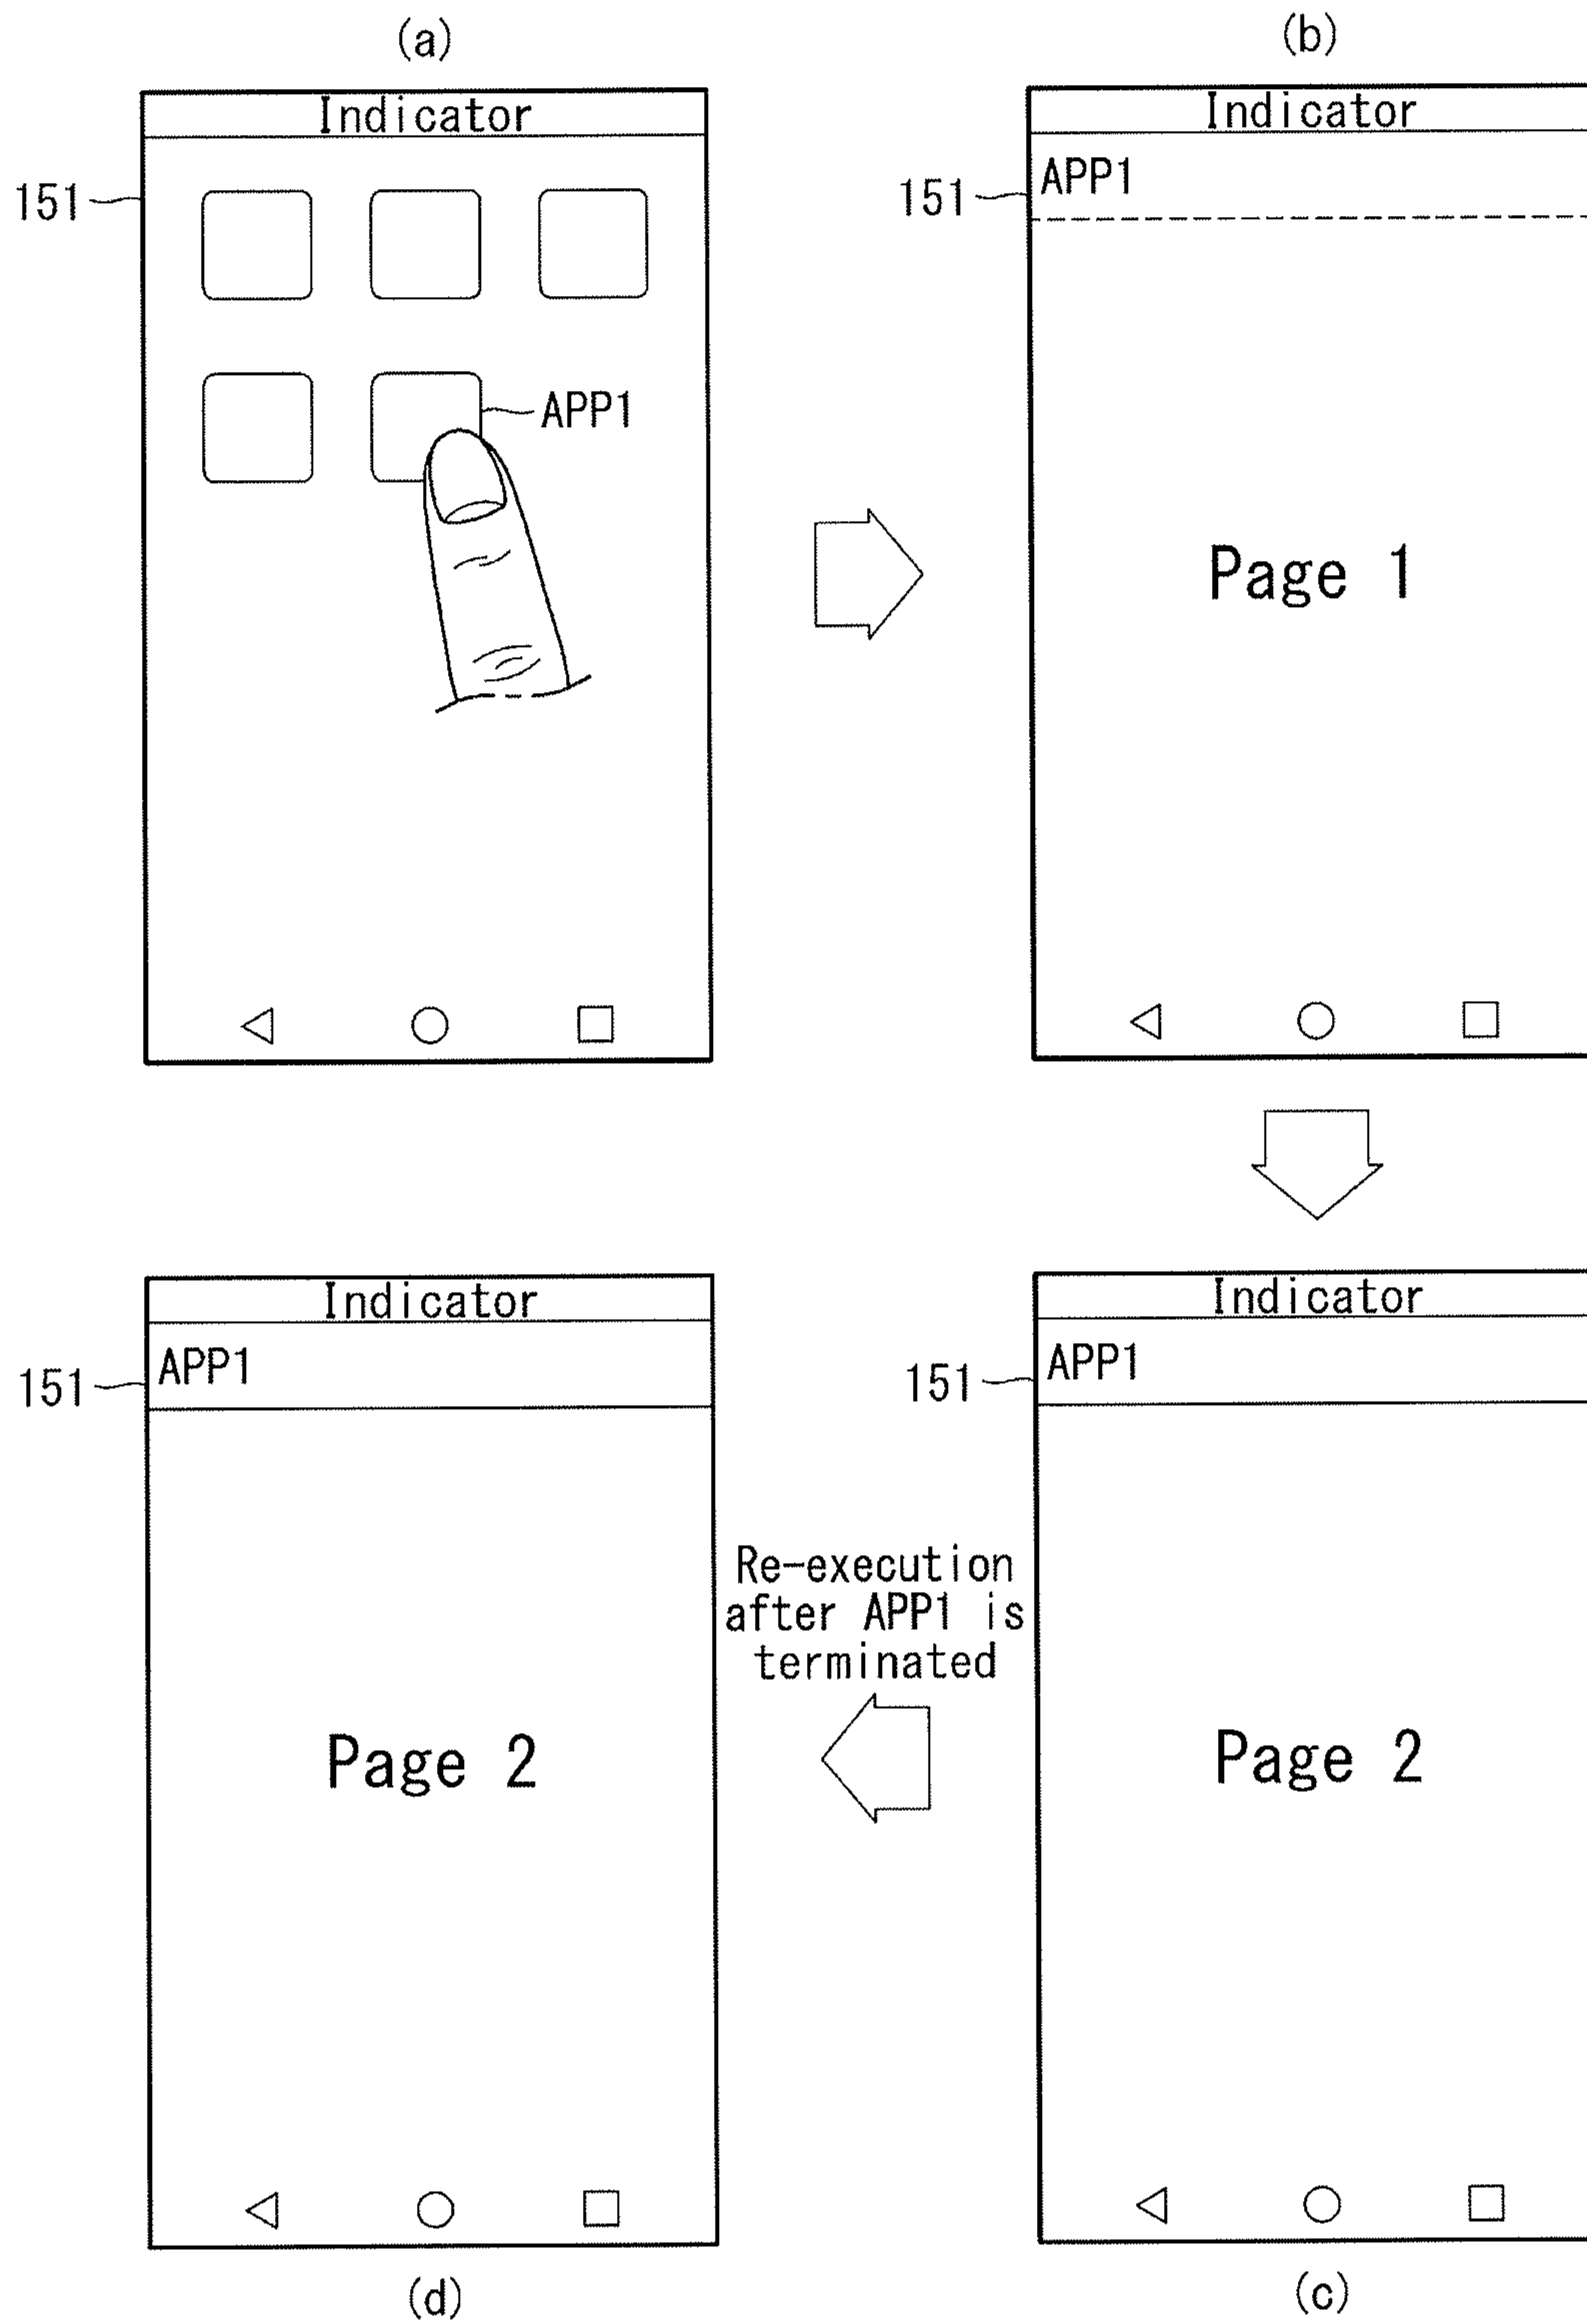 (a)
Indicator
151
APP1
(b)
Indicator
151
APP1
Page 1
Indicator
151
APP1
Page 2
(c)
Re-execution
after APP1 is
terminated
Indicator
151
APP1
Page 2
(d)